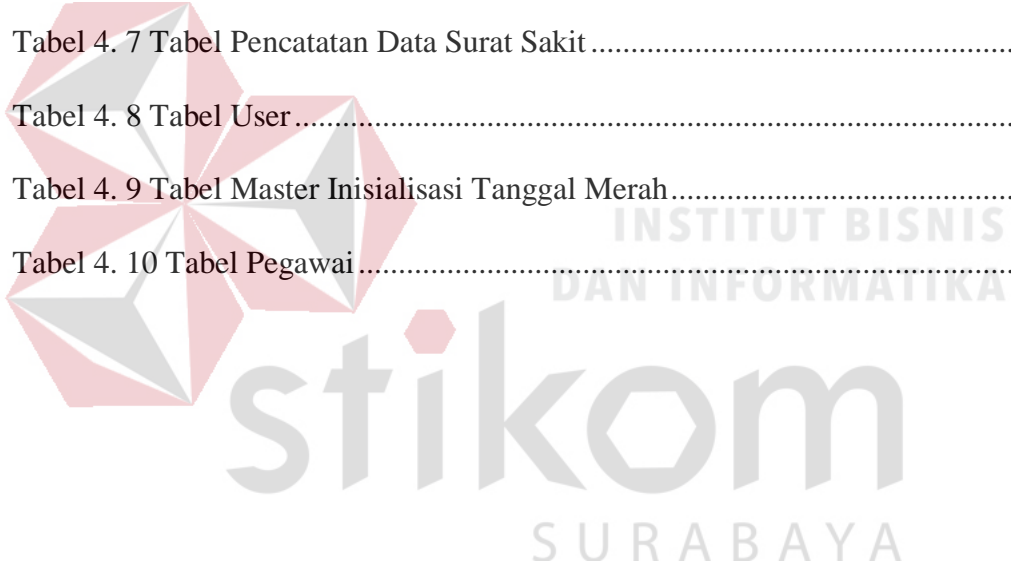 Tabel 4. 7 Tabel Pencatatan Data Surat Sakit................................................
Tabel 4. 8 Tabel User.......................................................................................
Tabel 4. 9 Tabel Master Inisialisasi Tanggal Merah..........................................
INSTITUT BISNIS
Tabel 4. 10 Tabel Pegawai................................................................................
DAN INFORMATIKA
stikom
SURABAYA